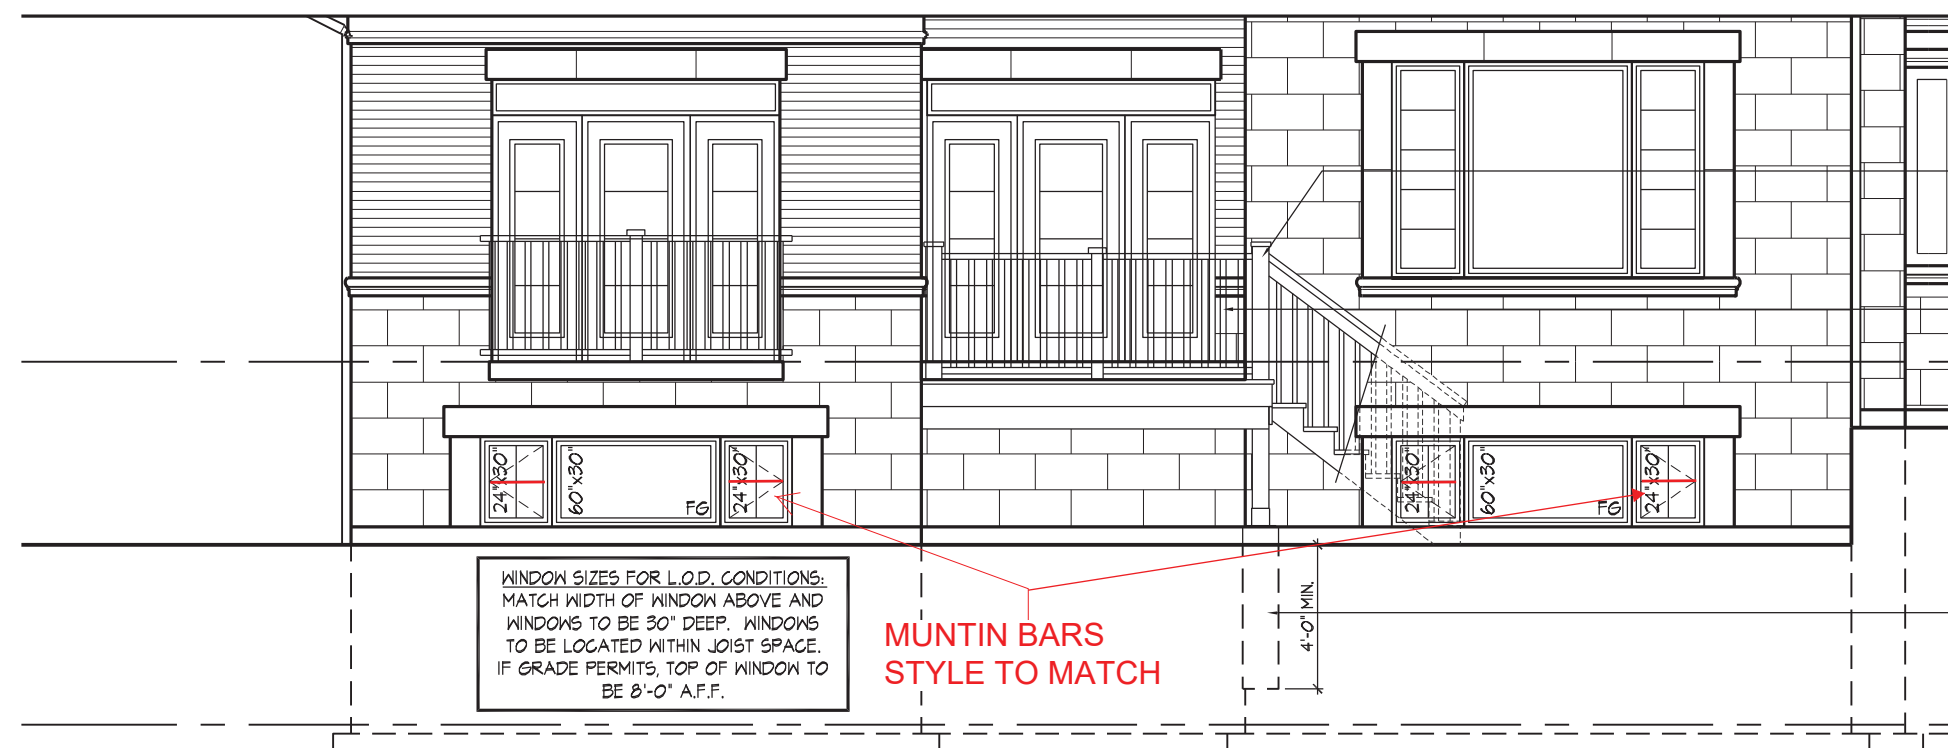 24"x30"
60"x30"
FG
24"x30"
24"x30"
60"x30"
FG
24"x30"
WINDOW SIZES FOR L.O.D. CONDITIONS:
MATCH WIDTH OF WINDOW ABOVE AND
WINDOWS TO BE 30" DEEP. WINDOWS
TO BE LOCATED WITHIN JOIST SPACE.
IF GRADE PERMITS, TOP OF WINDOW TO
BE 8'-0" A.F.F.
MUNTIN BARS
STYLE TO MATCH
4'-0" MIN.